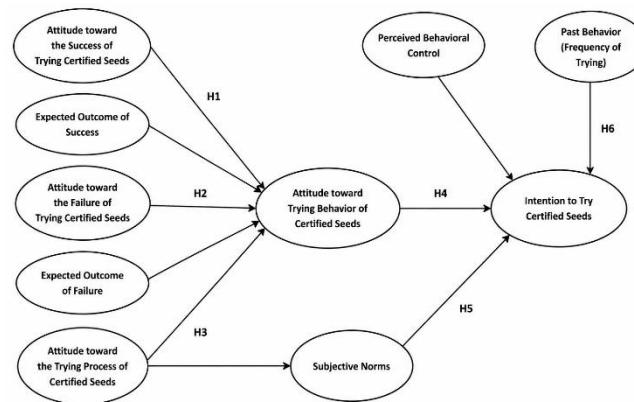 Attitude toward
the Success of
Trying Certified Seeds
Expected Outcome of
Success
Attitude toward
the Failure of
Trying Certified Seeds
Expected Outcome
of Failure
Attitude toward
the Trying Process of
Certified Seeds
H1
H2
H3
Attitude toward
Trying Behavior of
Certified Seeds
Subjective Norms
Perceived Behavioral
Control
Past Behavior
(Frequency of
Trying)
H4
H5
H6
Intention to Try
Certified Seeds